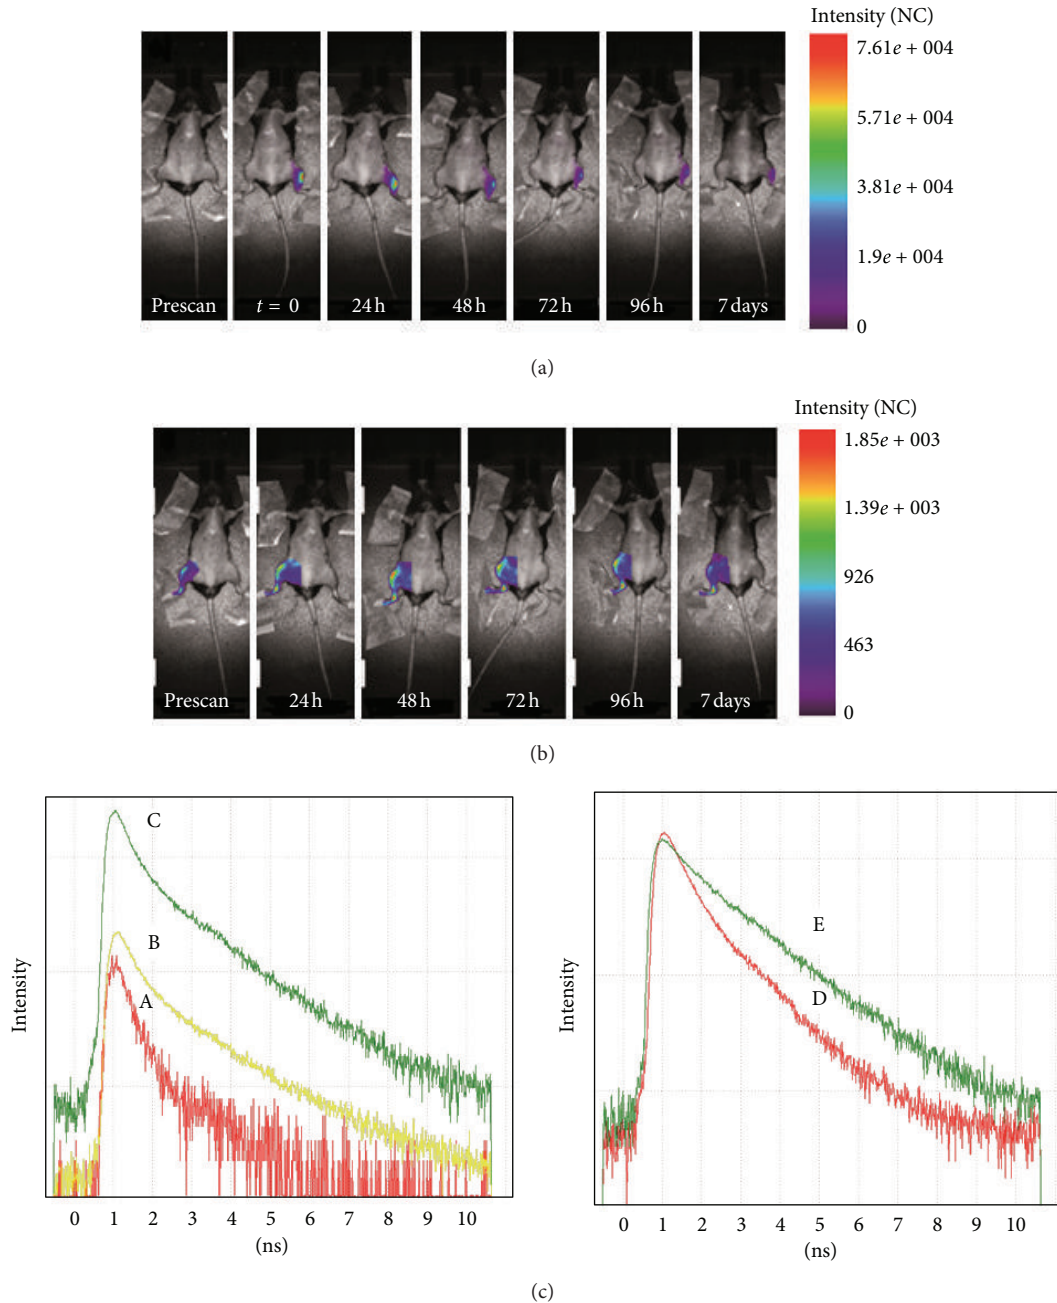 Intensity (NC)
7.61e + 004
5.71e + 004
3.81e + 004
1.9e + 004
0
Prescan t = 0 24 h 48 h 72 h 96 h 7 days
(a)
Intensity (NC)
1.85e + 003
1.39e + 003
926
463
0
Prescan 24 h 48 h 72 h 96 h 7 days
(b)
C
B
A
Intensity
0 1 2 3 4 5 6 7 8 9 10
(ns)
E
D
Intensity
0 1 2 3 4 5 6 7 8 9 10
(ns)
(c)